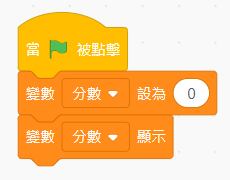 當 被點擊
變數 分數 設為 0
變數 分數 顯示